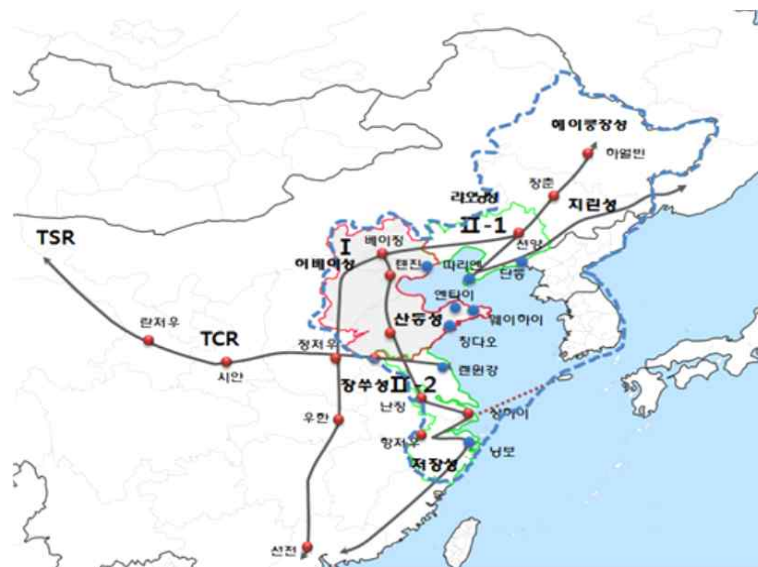 헤이룽장성
하얼빈
장춘
랴오닝성
지린성
II-1
선양
I
베이징
TSR
허베이성
텐진
따리엔
단둥
엔타이
란저우
산둥성
웨이하이
TCR
칭다오
정저우
시안
롄윈강
장쑤성
II-2
난징
우한
상하이
항저우
저장성
닝보
선전